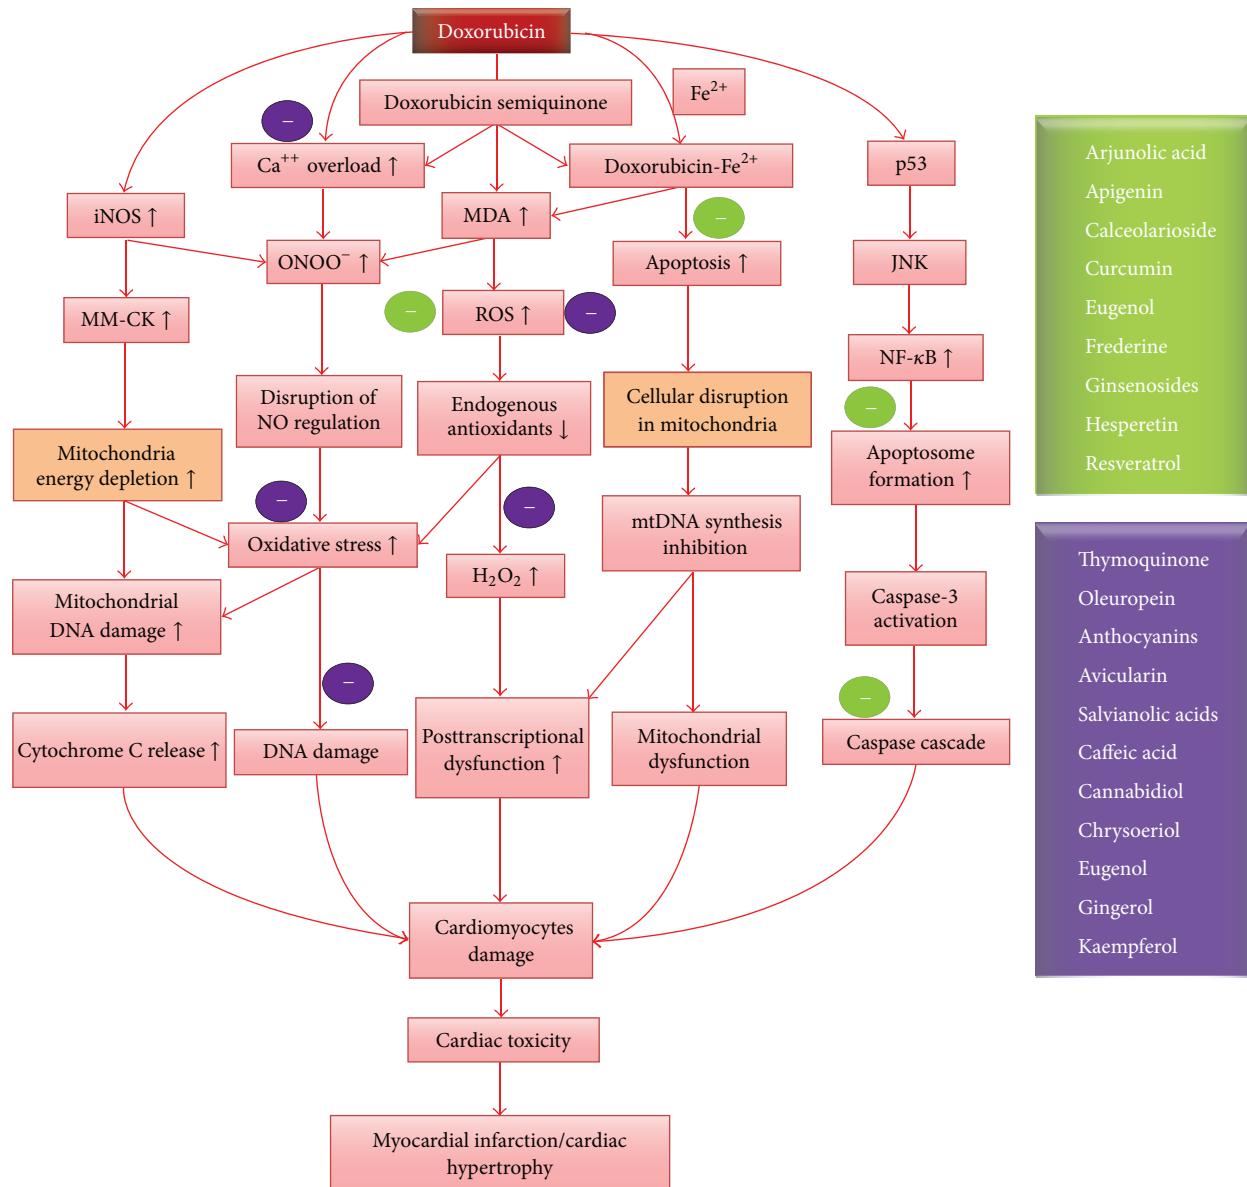 Doxorubicin
Doxorubicin semiquinone
Fe²⁺
−
Ca⁺⁺ overload ↑
Doxorubicin-Fe²⁺
p53
iNOS ↑
MDA ↑
−
ONOO⁻ ↑
Apoptosis ↑
JNK
MM-CK ↑
−
ROS ↑
−
NF-κB ↑
Disruption of
NO regulation
Endogenous
antioxidants ↓
Cellular disruption
in mitochondria
−
Mitochondria
energy depletion ↑
Apoptosome
formation ↑
−
−
Oxidative stress ↑
mtDNA synthesis
inhibition
H₂O₂ ↑
Mitochondrial
DNA damage ↑
Caspase-3
activation
−
−
Cytochrome C release ↑
DNA damage
Posttranscriptional
dysfunction ↑
Mitochondrial
dysfunction
Caspase cascade
Cardiomyocytes
damage
Cardiac toxicity
Myocardial infarction/cardiac
hypertrophy
Arjunolic acid
Apigenin
Calceolarioside
Curcumin
Eugenol
Frederine
Ginsenosides
Hesperetin
Resveratrol
Thymoquinone
Oleuropein
Anthocyanins
Avicularin
Salvianolic acids
Caffeic acid
Cannabidiol
Chrysoeriol
Eugenol
Gingerol
Kaempferol